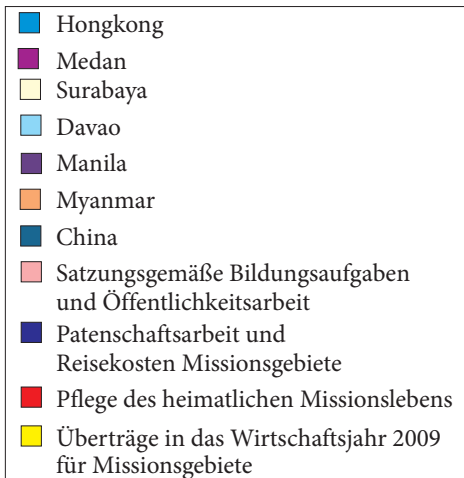 Hongkong
Medan
Surabaya
Davao
Manila
Myanmar
China
Satzungsgemäße Bildungsaufgaben
und Öffentlichkeitsarbeit
Patenschaftsarbeit und
Reisekosten Missionsgebiete
Pflege des heimatlichen Missionslebens
Überträge in das Wirtschaftsjahr 2009
für Missionsgebiete